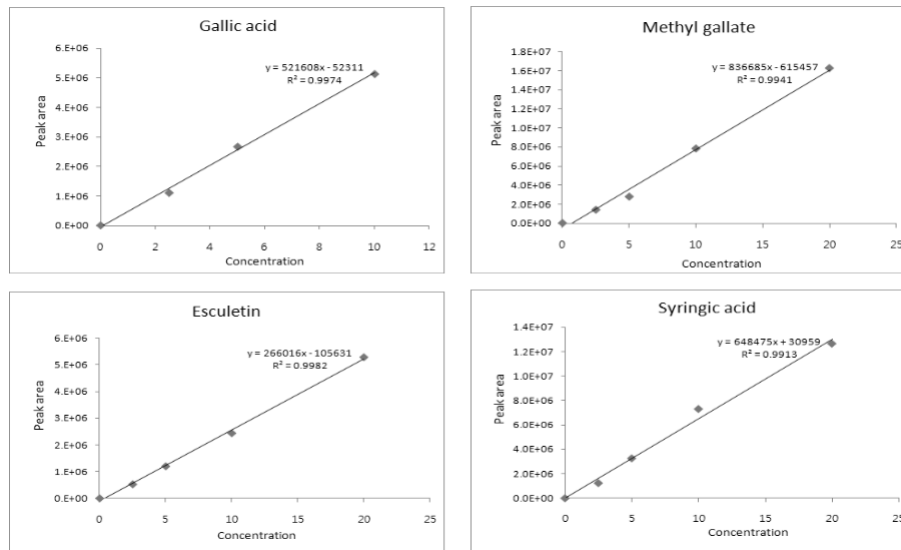 Gallic acid
6.E+06
5.E+06
4.E+06
3.E+06
2.E+06
1.E+06
0.E+00
Peak area
y = 521608x - 52311
R² = 0.9974
0 2 4 6 8 10 12
Concentration
Methyl gallate
1.8E+07
1.6E+07
1.4E+07
1.2E+07
1.0E+07
8.0E+06
6.0E+06
4.0E+06
2.0E+06
0.0E+00
Peak area
y = 836685x - 615457
R² = 0.9941
0 5 10 15 20 25
Concentration
Esculetin
6.E+06
5.E+06
4.E+06
3.E+06
2.E+06
1.E+06
0.E+00
Peak area
y = 266016x - 105631
R² = 0.9982
0 5 10 15 20 25
Concentration
Syringic acid
1.4E+07
1.2E+07
1.0E+07
8.0E+06
6.0E+06
4.0E+06
2.0E+06
0.0E+00
Peak area
y = 648475x + 30959
R² = 0.9913
0 5 10 15 20 25
Concentration